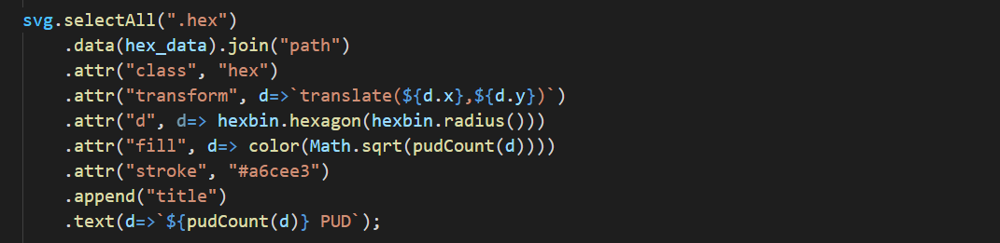 svg.selectAll(".hex")
.data(hex_data).join("path")
.attr("class", "hex")
.attr("transform", d=>`translate(${d.x},${d.y})`)
.attr("d", d=> hexbin.hexagon(hexbin.radius()))
.attr("fill", d=> color(Math.sqrt(pudCount(d))))
.attr("stroke", "#a6cee3")
.append("title")
.text(d=>`${pudCount(d)} PUD`);